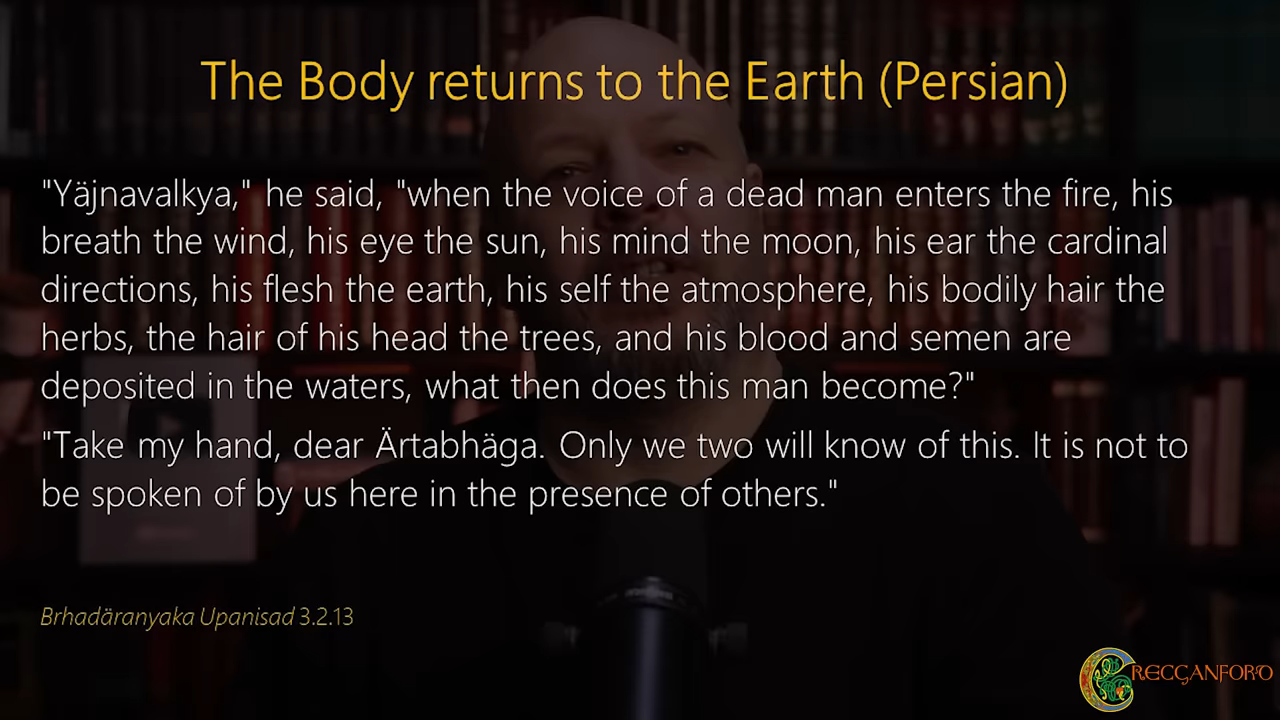 The Body returns to the Earth (Persian)
"Yäjnavalkya," he said, "when the voice of a dead man enters the fire, his
breath the wind, his eye the sun, his mind the moon, his ear the cardinal
directions, his flesh the earth, his self the atmosphere, his bodily hair the
herbs, the hair of his head the trees, and his blood and semen are
deposited in the waters, what then does this man become?"
"Take my hand, dear Ärtabhäga. Only we two will know of this. It is not to
be spoken of by us here in the presence of others."
Brhadäranyaka Upanisad 3.2.13
CRECGANFORD